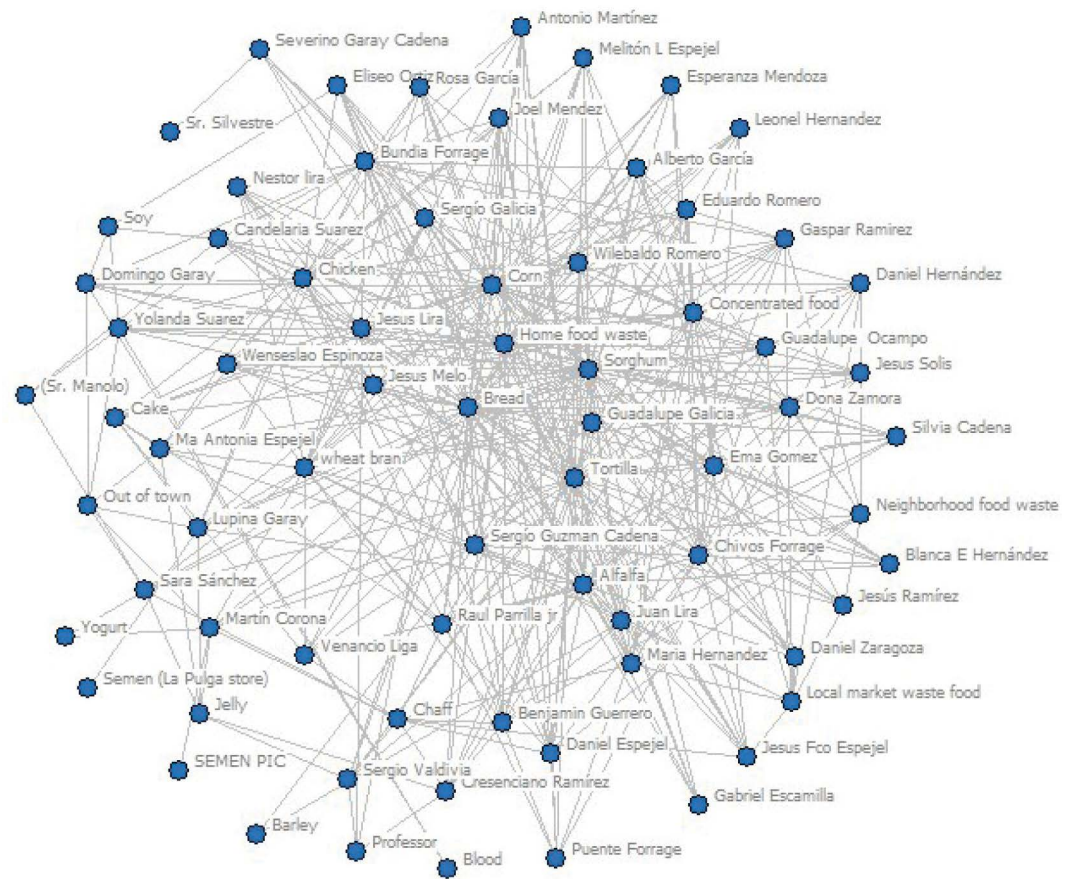 Antonio Martínez
Severino Garay Cadena
Melitón L Espejel
Eliseo Ortiz
Rosa García
Esperanza Mendoza
Joel Mendez
Leonel Hernandez
Sr. Silvestre
Bundia Forrage
Alberto García
Nestor lira
Eduardo Romero
Sergio Galicia
Soy
Candelaria Suarez
Gaspar Ramirez
Wilebaldo Romero
Domingo Garay
Chicken
Corn
Daniel Hernández
Concentrated food
Yolanda Suarez
Jesus Lira
Home food waste
Guadalupe Ocampo
Wenseslao Espinoza
Sorghum
Jesus Solis
(Sr. Manolo)
Jesus Melo
Cake
Bread
Dona Zamora
Guadalupe Galicia
Silvia Cadena
Ma Antonia Espejel
wheat bran
Tortilla
Ema Gomez
Out of town
Lupina Garay
Neighborhood food waste
Sergio Guzman Cadena
Chivos Forrage
Blanca E Hernández
Sara Sánchez
Alfalfa
Jesús Ramírez
Martín Corona
Raul Parrilla jr
Juan Lira
Yogurt
Venancio Liga
Maria Hernandez
Daniel Zaragoza
Semen (La Pulga store)
Local market waste food
Jelly
Chaff
Benjamin Guerrero
SEMEN PIC
Daniel Espejel
Jesus Fco Espejel
Sergio Valdivia
Cresenciano Ramírez
Gabriel Escamilla
Barley
Professor
Blood
Puente Forrage